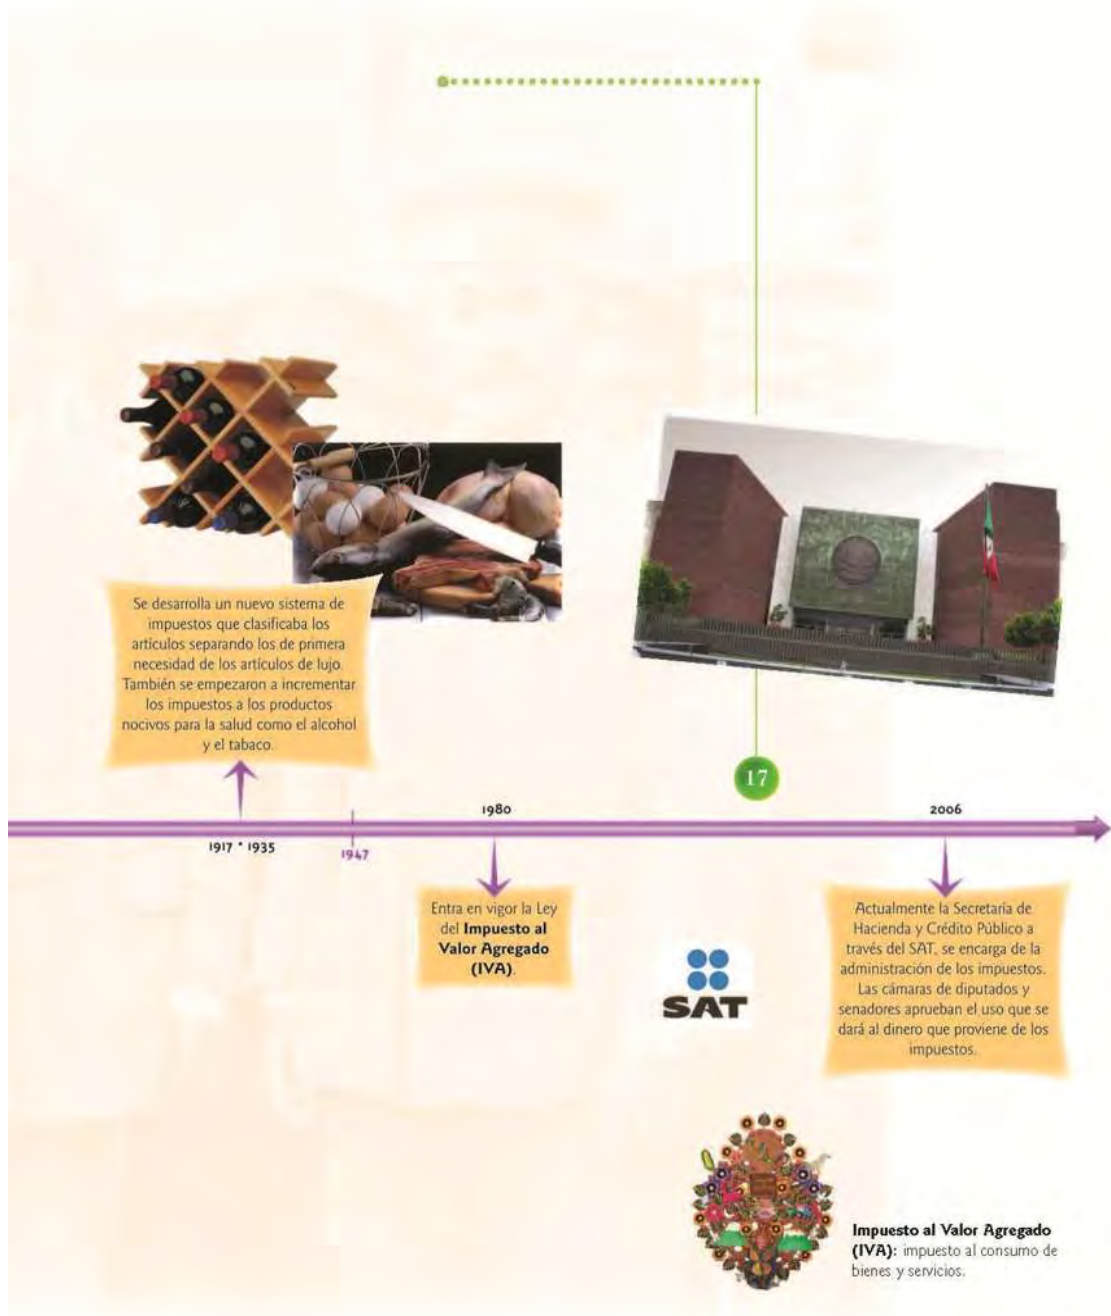 Se desarrolla un nuevo sistema de
impuestos que clasificaba los
artículos separando los de primera
necesidad de los artículos de lujo.
También se empezaron a incrementar
los impuestos a los productos
nocivos para la salud como el alcohol
y el tabaco.
17
1980
2006
1917 * 1935
1947
Entra en vigor la Ley
del Impuesto al
Valor Agregado
(IVA).
SAT
Actualmente la Secretaría de
Hacienda y Crédito Público a
través del SAT, se encarga de la
administración de los impuestos.
Las cámaras de diputados y
senadores aprueban el uso que se
dará al dinero que proviene de los
impuestos.
Impuesto al Valor Agregado
(IVA): impuesto al consumo de
bienes y servicios.